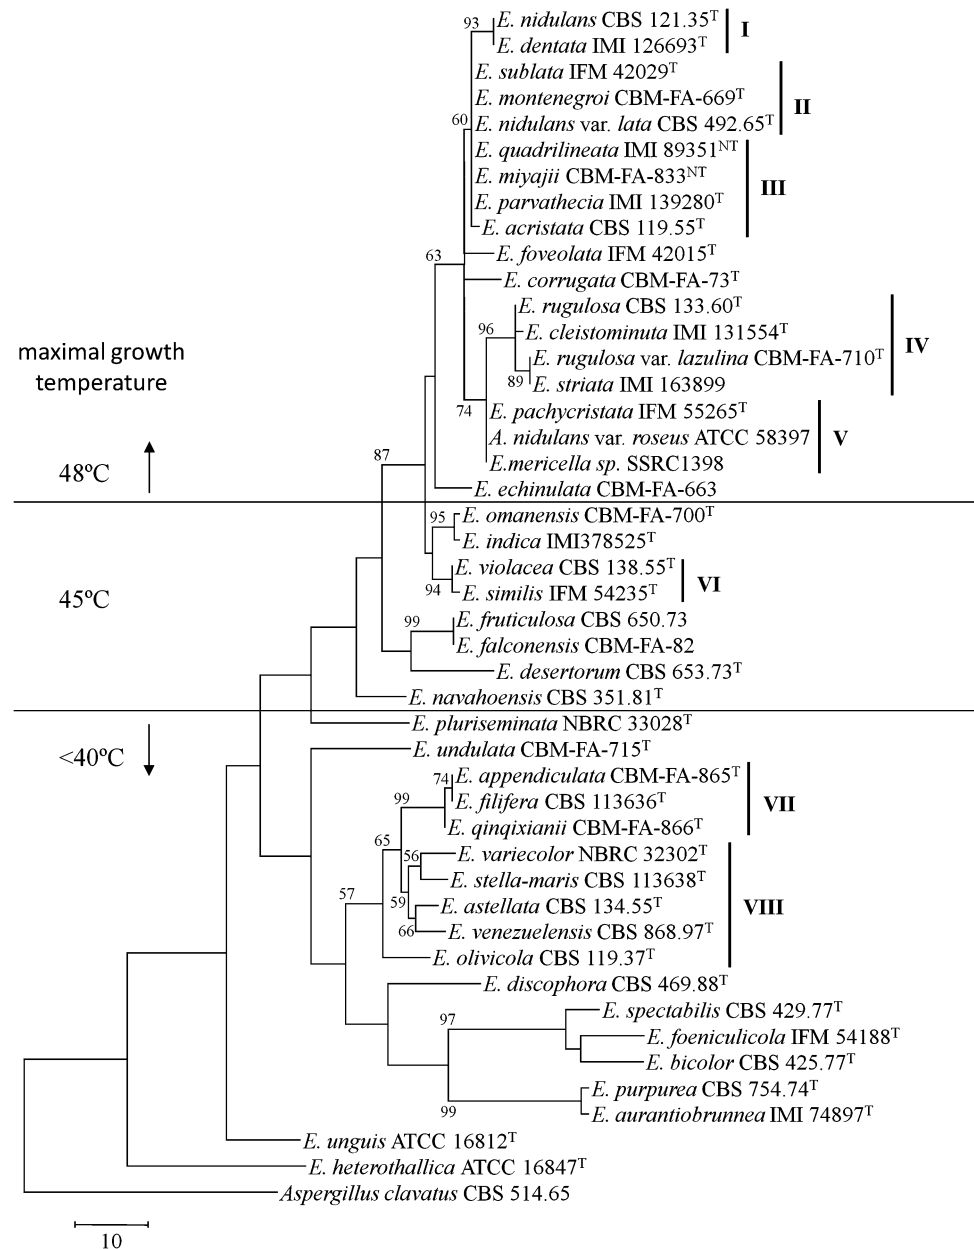 93
E. nidulans CBS 121.35T
I
E. dentata IMI 126693T
E. sublata IFM 42029T
E. montenegroi CBM-FA-669T
II
60
E. nidulans var. lata CBS 492.65T
E. quadrilineata IMI 89351NT
E. miyajii CBM-FA-833NT
III
E. parvathecia IMI 139280T
E. acristata CBS 119.55T
63
E. foveolata IFM 42015T
E. corrugata CBM-FA-73T
E. rugulosa CBS 133.60T
96
E. cleistominuta IMI 131554T
IV
maximal growth
temperature
E. rugulosa var. lazulina CBM-FA-710T
89
E. striata IMI 163899
74
E. pachycristata IFM 55265T
A. nidulans var. roseus ATCC 58397
V
87
E.mericella sp. SSRC1398
48ºC
E. echinulata CBM-FA-663
95
E. omanensis CBM-FA-700T
E. indica IMI378525T
E. violacea CBS 138.55T
VI
94
E. similis IFM 54235T
45ºC
99
E. fruticulosa CBS 650.73
E. falconensis CBM-FA-82
E. desertorum CBS 653.73T
E. navahoensis CBS 351.81T
E. pluriseminata NBRC 33028T
<40ºC
E. undulata CBM-FA-715T
74
E. appendiculata CBM-FA-865T
99
E. filifera CBS 113636T
VII
E. qinqixianii CBM-FA-866T
65
56
E. variecolor NBRC 32302T
E. stella-maris CBS 113638T
57
59
E. astellata CBS 134.55T
VIII
66
E. venezuelensis CBS 868.97T
E. olivicola CBS 119.37T
E. discophora CBS 469.88T
E. spectabilis CBS 429.77T
97
E. foeniculicola IFM 54188T
E. bicolor CBS 425.77T
E. purpurea CBS 754.74T
99
E. aurantiobrunnea IMI 74897T
E. unguis ATCC 16812T
E. heterothallica ATCC 16847T
Aspergillus clavatus CBS 514.65
10